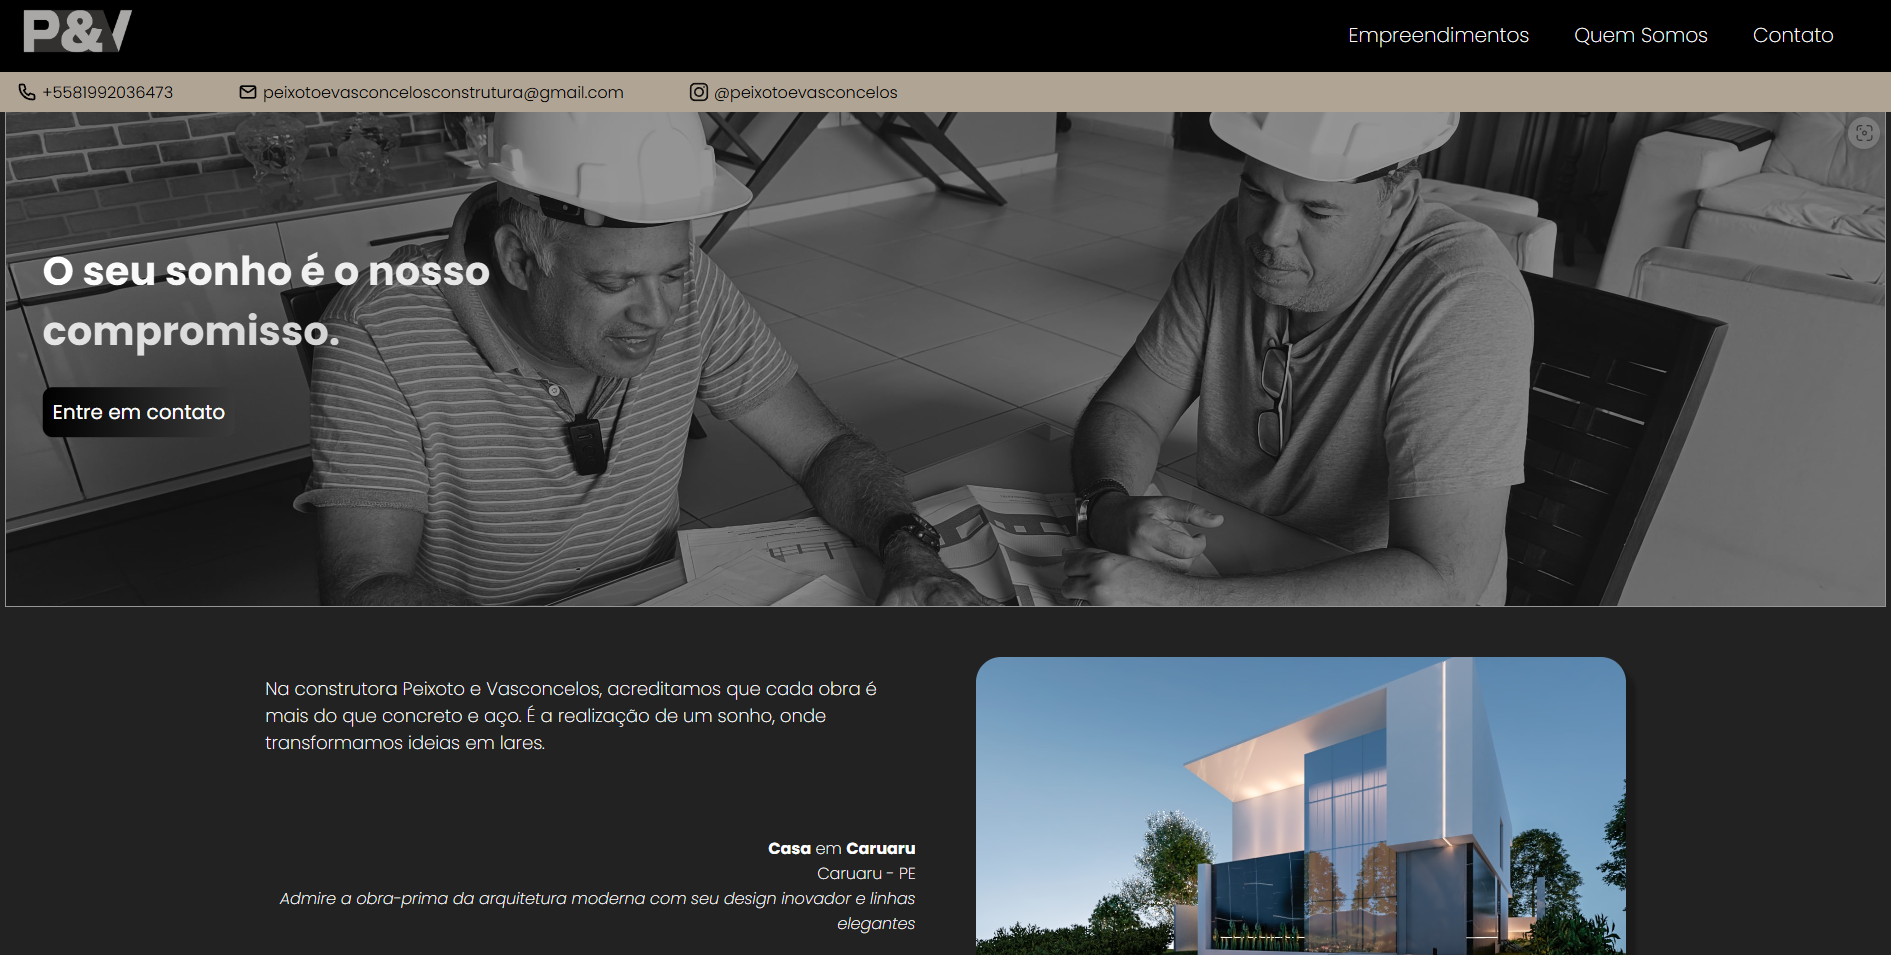 P&V
Empreendimentos
Quem Somos
Contato
+5581992036473
peixotoevasconcelosconstrutura@gmail.com
@peixotoevasconcelos
O seu sonho é o nosso
compromisso.
Entre em contato
Na construtora Peixoto e Vasconcelos, acreditamos que cada obra é
mais do que concreto e aço. É a realização de um sonho, onde
transformamos ideias em lares.
Casa em Caruaru
Caruaru - PE
Admire a obra-prima da arquitetura moderna com seu design inovador e linhas
elegantes